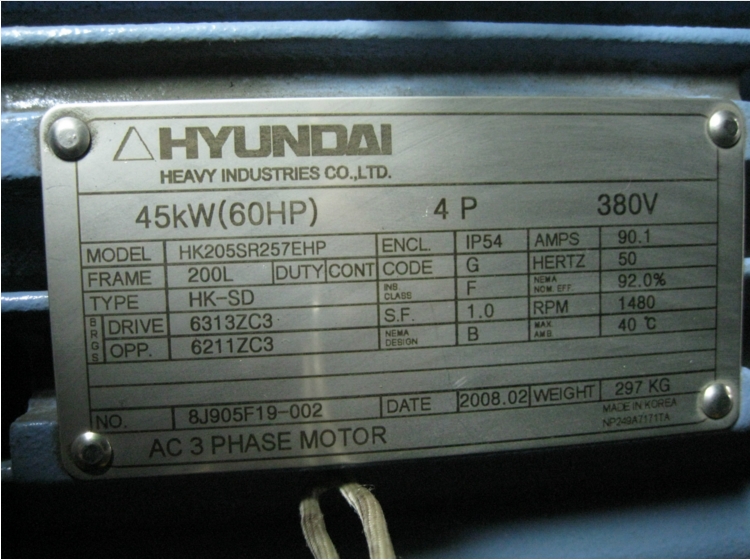 HYUNDAI
HEAVY INDUSTRIES CO.,LTD.
45kW(60HP) 4 P 380V
MODEL HK205SR257EHP ENCL. IP54 AMPS 90.1
FRAME 200L DUTY CONT CODE G HERTZ 50
TYPE HK-SD INS. CLASS F NEMA NOM. EFF. 92.0%
BRGS DRIVE 6313ZC3 S.F. 1.0 RPM 1480
OPP. 6211ZC3 NEMA DESIGN B MAX. AMB. 40 ℃
NO. 8J905F19-002 DATE 2008.02 WEIGHT 297 KG
MADE IN KOREA
AC 3 PHASE MOTOR NP249A71717A